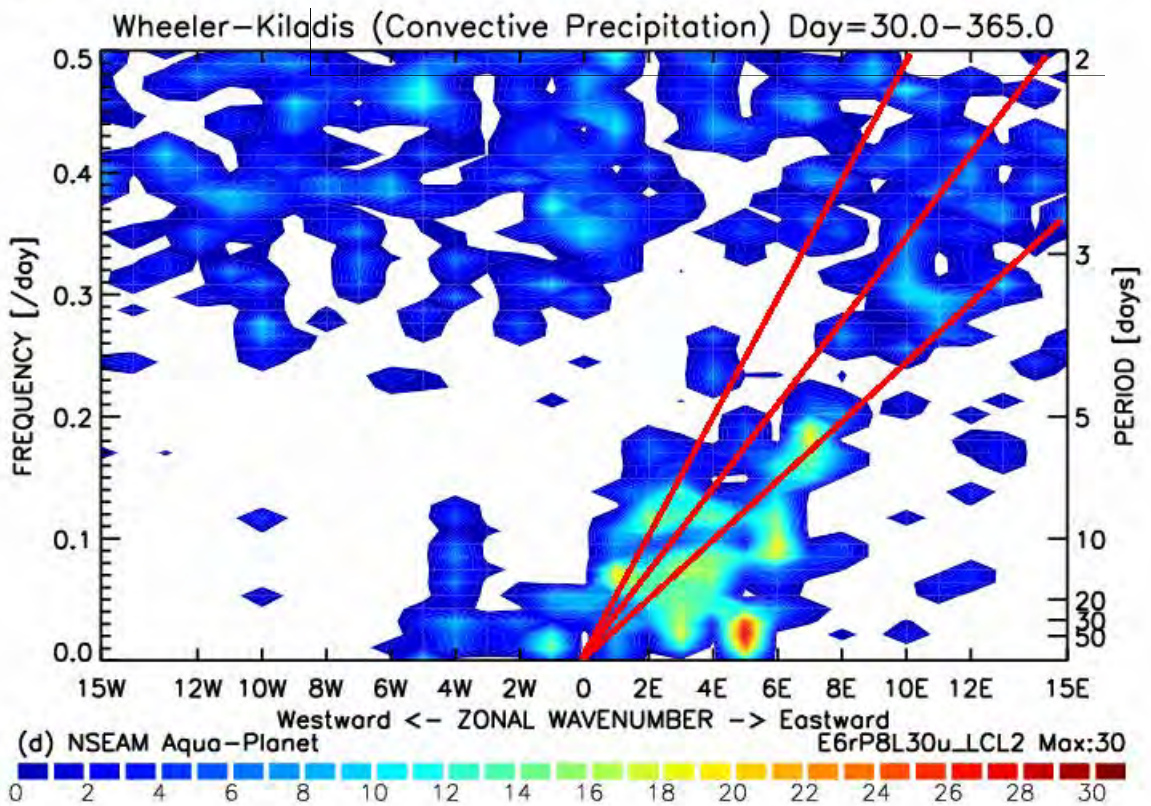 Wheeler-Kiladis (Convective Precipitation) Day=30.0-365.0
FREQUENCY [/day]
0.5
0.4
0.3
0.2
0.1
0.0
2
3
5
10
20
30
50
PERIOD [days]
15W 12W 10W 8W 6W 4W 2W 0 2E 4E 6E 8E 10E 12E 15E
Westward <- ZONAL WAVENUMBER -> Eastward
(d) NSEAM Aqua-Planet E6rP8L30u_LCL2 Max:30
0 2 4 6 8 10 12 14 16 18 20 22 24 26 28 30